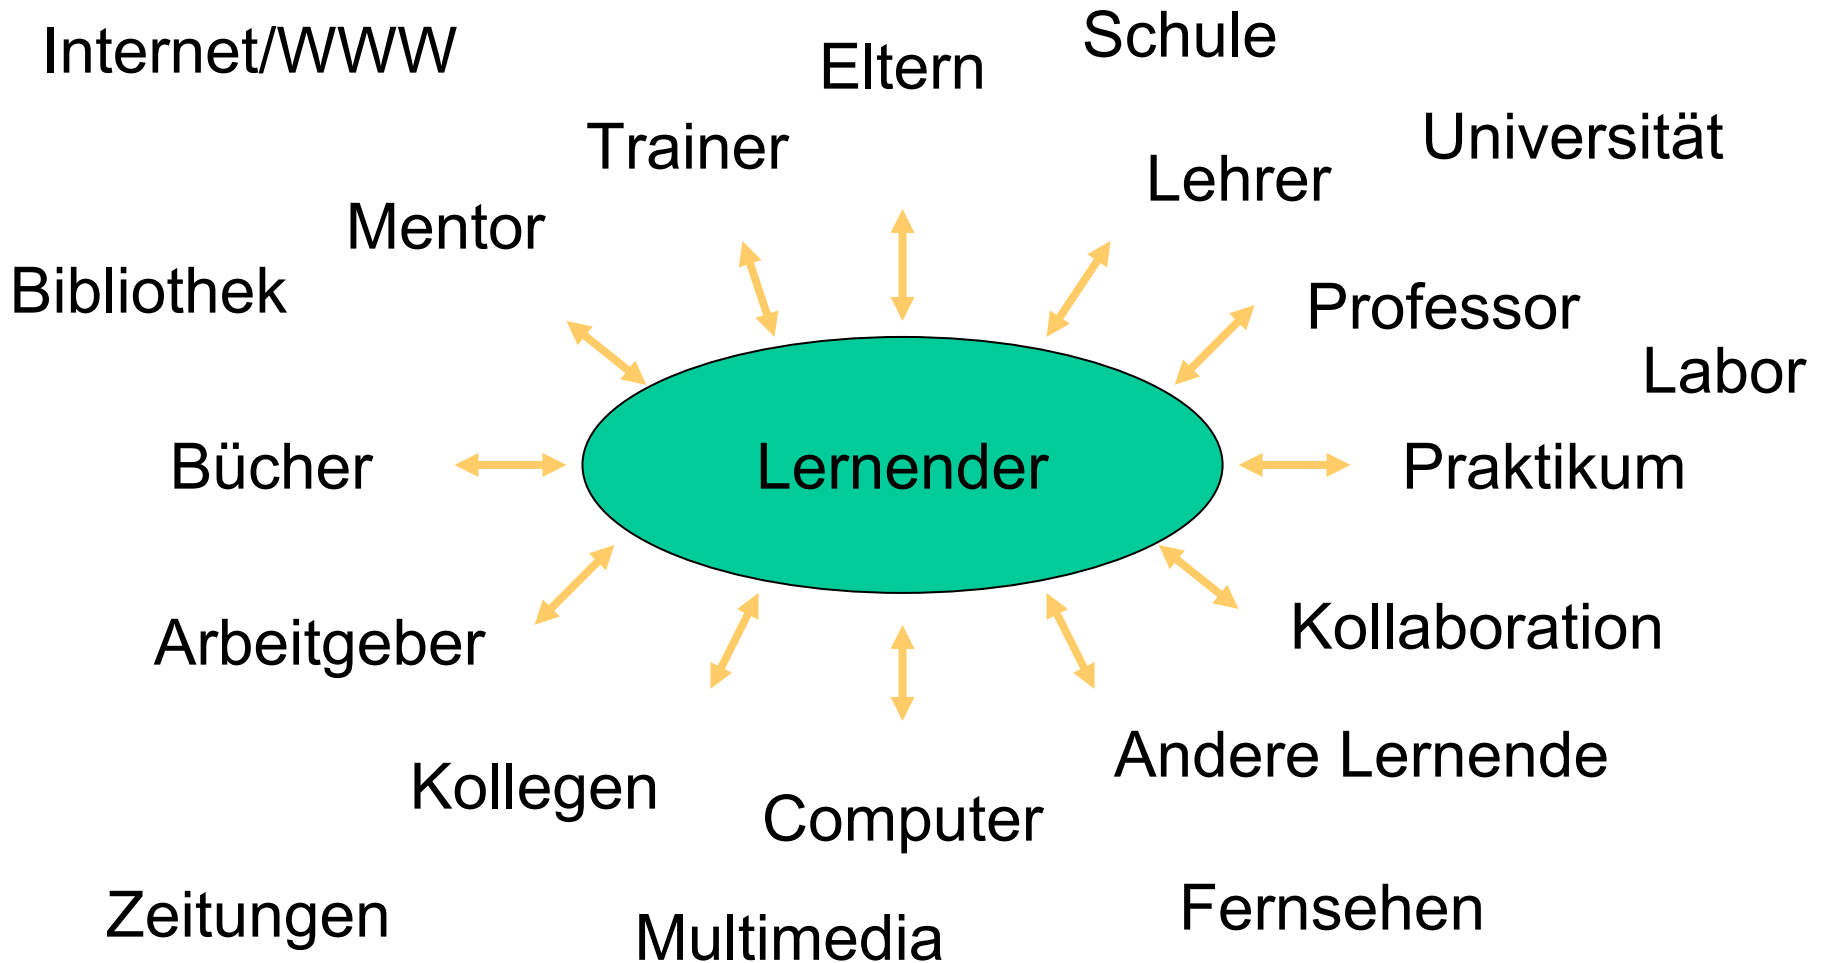 Internet/WWW
Eltern
Schule
Trainer
Universität
Lehrer
Mentor
Bibliothek
Professor
Labor
Bücher
Lernender
Praktikum
Arbeitgeber
Kollaboration
Kollegen
Computer
Andere Lernende
Zeitungen
Multimedia
Fernsehen